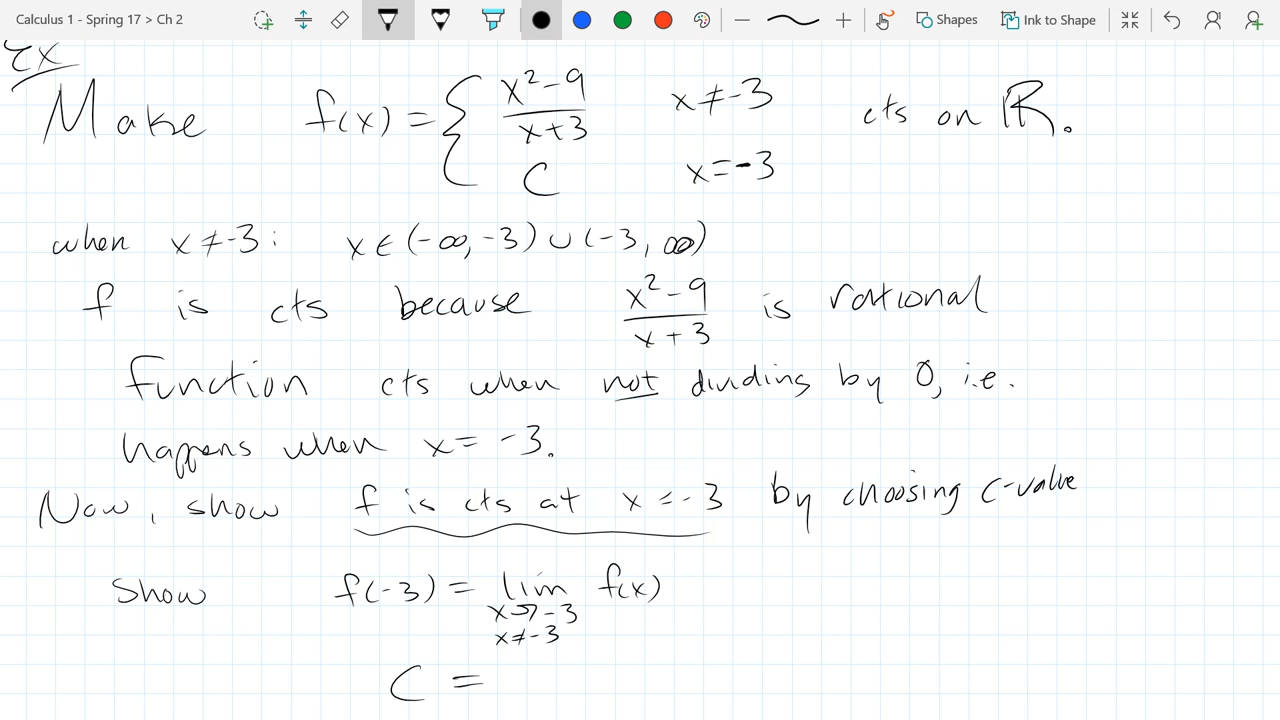 Calculus 1 - Spring 17 > Ch 2 Shapes Ink to Shape
Ex
Make f(x) = { x² - 9 / x + 3 x ≠ -3 cts on ℝ.
C x = -3
when x ≠ -3 : x ∈ (-∞, -3) ∪ (-3, ∞)
f is cts because x² - 9 / x + 3 is rational
function cts when not dividing by 0, i.e.
happens when x = -3.
Now, show f is cts at x = -3 by choosing C-value
Show f(-3) = lim f(x)
x → -3
x ≠ -3
C =